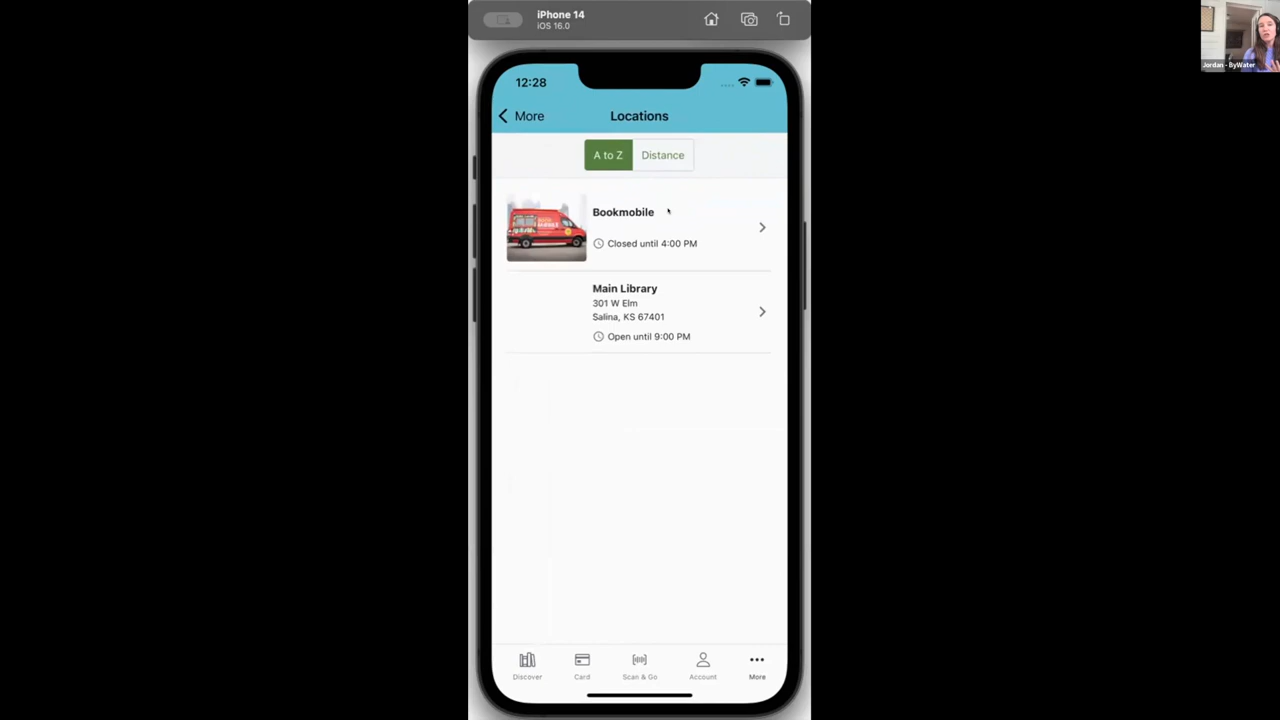 iPhone 14
iOS 16.0
Jordan - ByWater
12:28
More
Locations
A to Z
Distance
Bookmobile
Closed until 4:00 PM
Main Library
301 W Elm
Salina, KS 67401
Open until 9:00 PM
Discover
Card
Scan & Go
Account
More